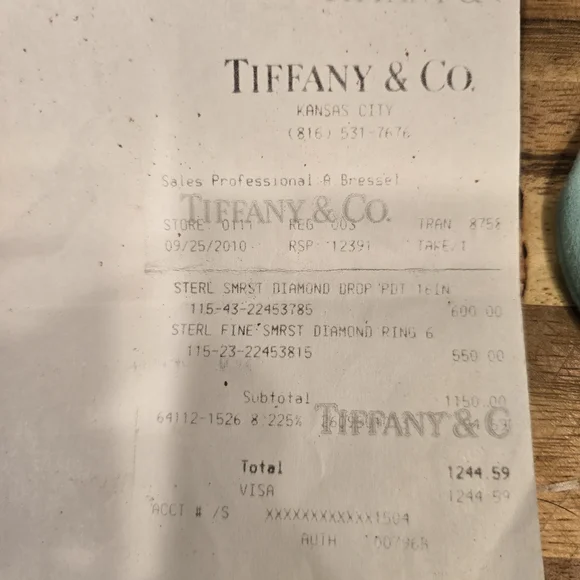 TIFFANY & CO.
KANSAS CITY
(816) 531-7676
Sales Professional A Bressel
TIFFANY & CO.
STORE 0111 REG 003 TRAN 8758
09/25/2010 RSP 12391 TAKE 1
STERL SMRST DIAMOND DROP PDT 16IN
115-43-22453785 600.00
STERL FINE SMRST DIAMOND RING 6
115-23-22453815 550 00
Subtotal 1150.00
64112-1526 8 225%
TIFFANY & C
Total 1244.59
VISA 1244 59
ACCT # /S XXXXXXXXXXXX1504
AUTH